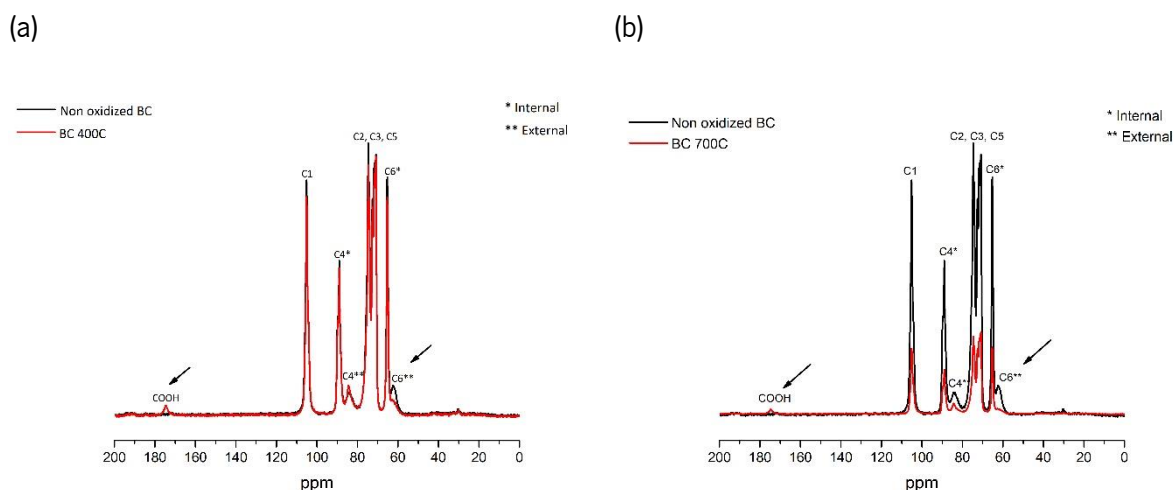 (a)
Non oxidized BC
BC 400C
* Internal
** External
C2, C3, C5
C1
C6*
C4*
C4**
C6**
COOH
200 180 160 140 120 100 80 60 40 20 0
ppm
(b)
Non oxidized BC
BC 700C
* Internal
** External
C2, C3, C5
C1
C6*
C4*
C4**
C6**
COOH
200 180 160 140 120 100 80 60 40 20 0
ppm